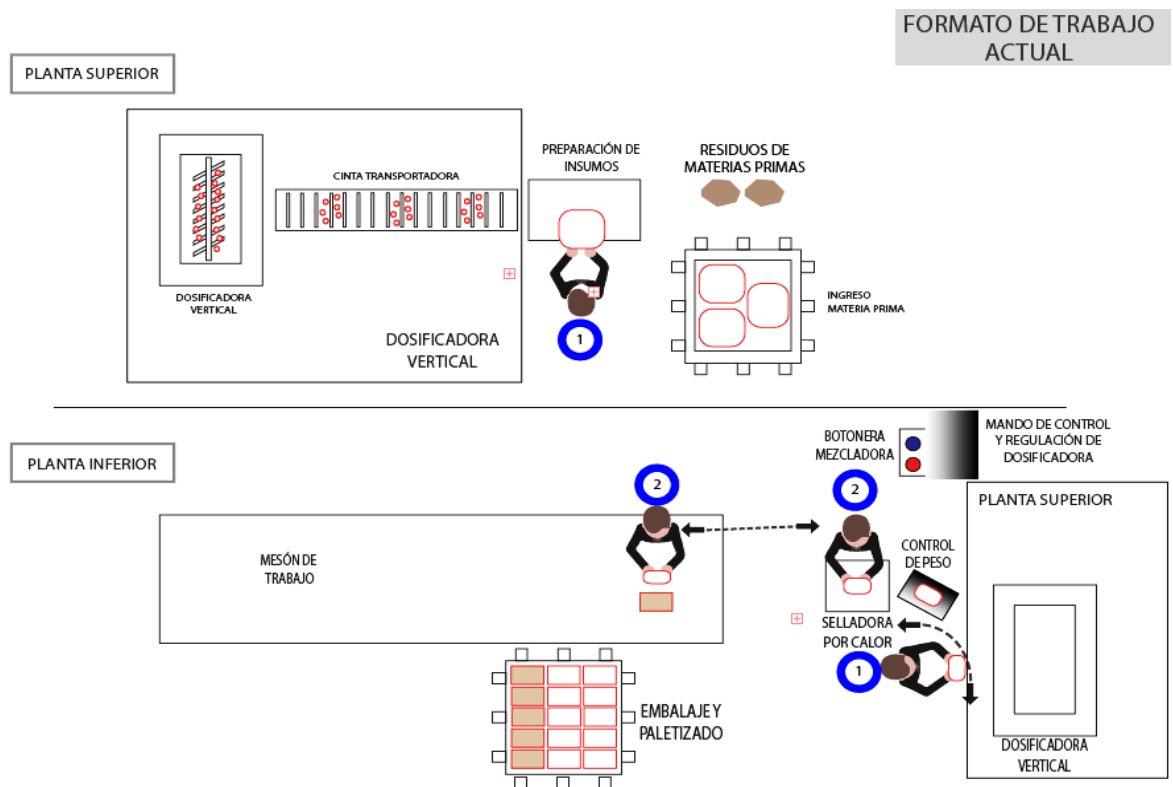 FORMATO DE TRABAJO
ACTUAL
PLANTA SUPERIOR
PREPARACIÓN DE
INSUMOS
RESIDUOS DE
MATERIAS PRIMAS
CINTA TRANSPORTADORA
DOSIFICADORA
VERTICAL
INGRESO
MATERIA PRIMA
DOSIFICADORA
VERTICAL
1
PLANTA INFERIOR
BOTONERA
MEZCLADORA
MANDO DE CONTROL
Y REGULACIÓN DE
DOSIFICADORA
2
2
PLANTA SUPERIOR
MESÓN DE
TRABAJO
CONTROL
DE PESO
SELLADORA
POR CALOR
1
EMBALAJE Y
PALETIZADO
DOSIFICADORA
VERTICAL